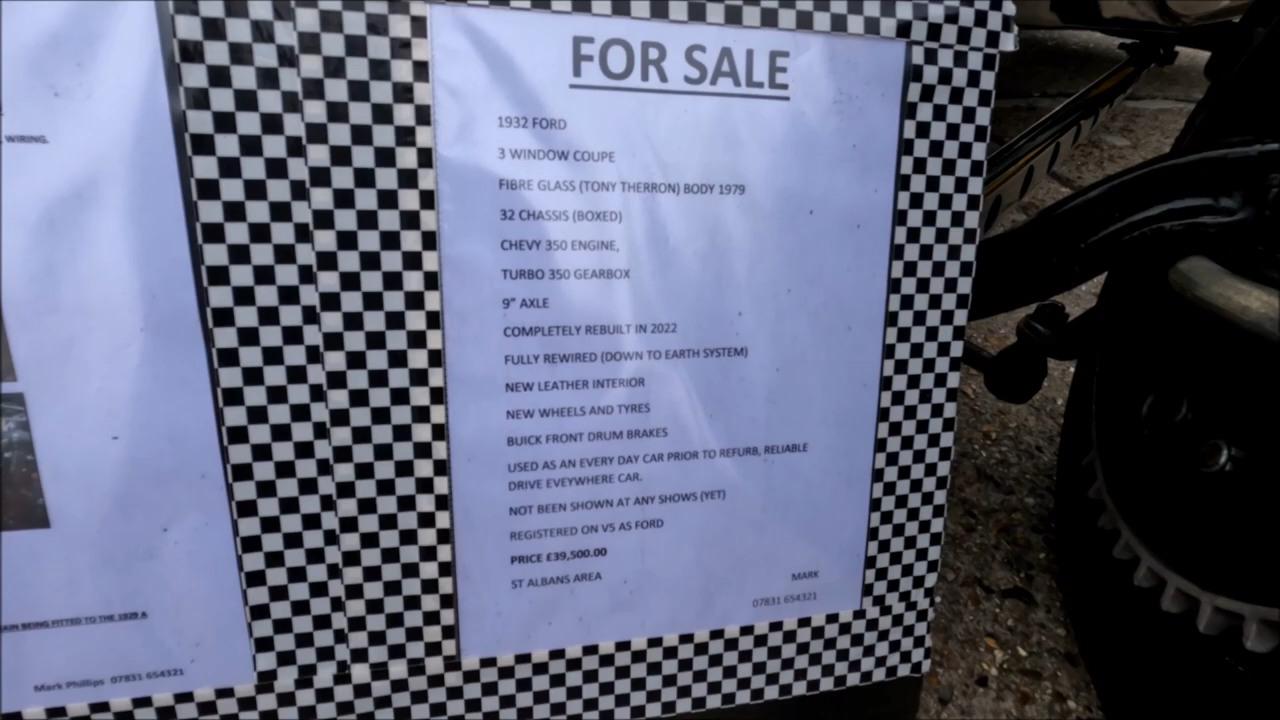 WIRING.
AIN BEING FITTED TO THE 1929 A
Mark Phillips 07831 654321
FOR SALE
1932 FORD
3 WINDOW COUPE
FIBRE GLASS (TONY THERRON) BODY 1979
32 CHASSIS (BOXED)
CHEVY 350 ENGINE,
TURBO 350 GEARBOX
9” AXLE
COMPLETELY REBUILT IN 2022
FULLY REWIRED (DOWN TO EARTH SYSTEM)
NEW LEATHER INTERIOR
NEW WHEELS AND TYRES
BUICK FRONT DRUM BRAKES
USED AS AN EVERY DAY CAR PRIOR TO REFURB, RELIABLE
DRIVE EVEYWHERE CAR.
NOT BEEN SHOWN AT ANY SHOWS (YET)
REGISTERED ON V5 AS FORD
PRICE £39,500.00
ST ALBANS AREA
MARK
07831 654321